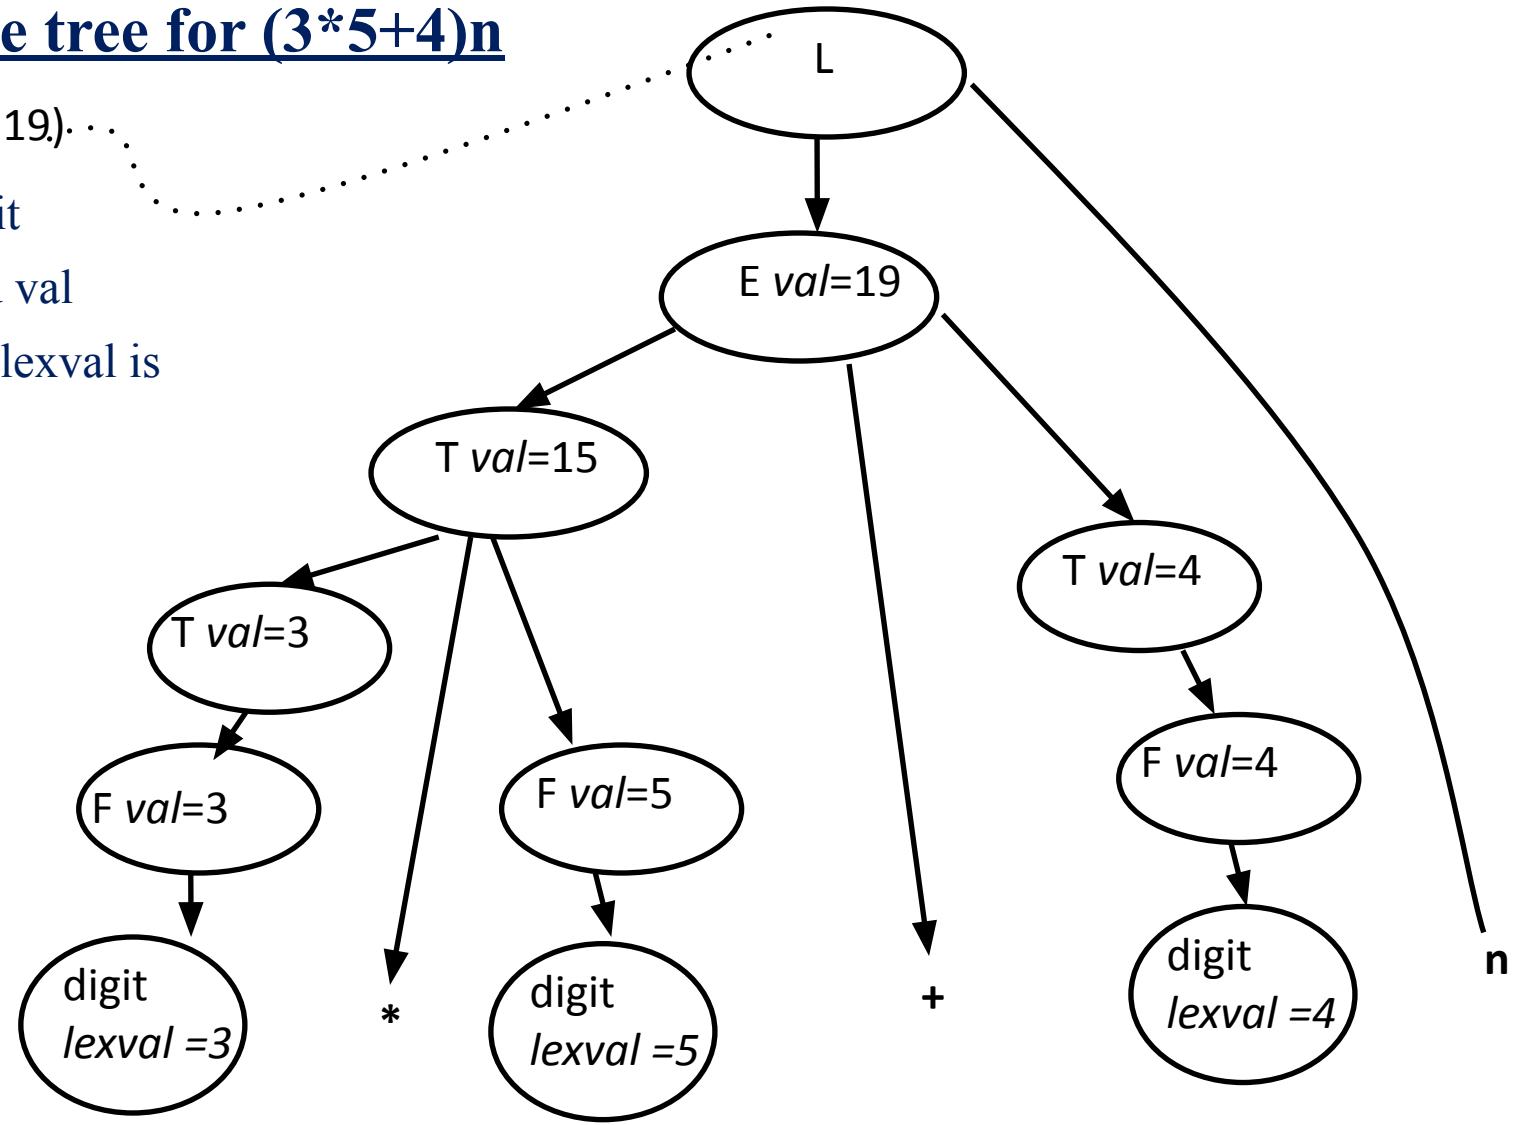 e tree for (3*5+4)n
19)
it
val
lexval is
L
E val=19
T val=15
T val=4
T val=3
F val=4
F val=5
F val=3
digit
lexval =4
digit
lexval =3
digit
lexval =5
*
+
n